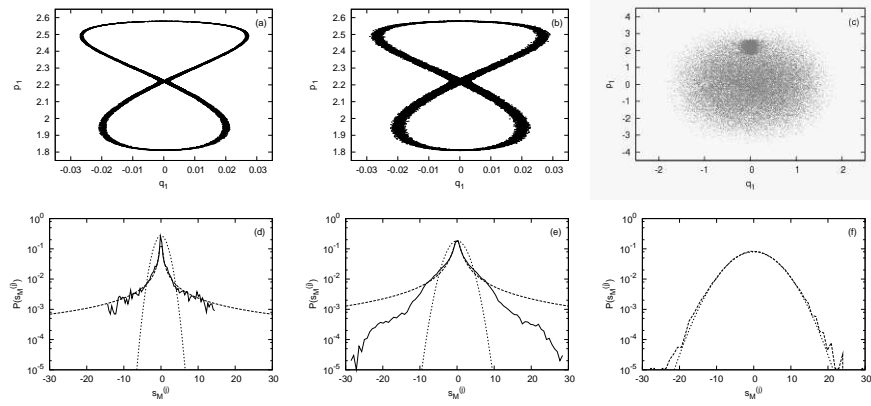 (a)
2.6
2.5
2.4
2.3
2.2
2.1
2
1.9
1.8
p1
-0.03 -0.02 -0.01 0 0.01 0.02 0.03
q1
(b)
2.6
2.5
2.4
2.3
2.2
2.1
2
1.9
1.8
p1
-0.03 -0.02 -0.01 0 0.01 0.02 0.03
q1
(c)
4
3
2
1
0
-1
-2
-3
-4
p1
-2 -1 0 1 2
q1
(d)
10^0
10^-1
10^-2
10^-3
10^-4
10^-5
P(s_M^(j))
-30 -20 -10 0 10 20 30
s_M^(j)
(e)
10^0
10^-1
10^-2
10^-3
10^-4
10^-5
P(s_M^(j))
-30 -20 -10 0 10 20 30
s_M^(j)
(f)
10^0
10^-1
10^-2
10^-3
10^-4
10^-5
P(s_M^(j))
-30 -20 -10 0 10 20 30
s_M^(j)